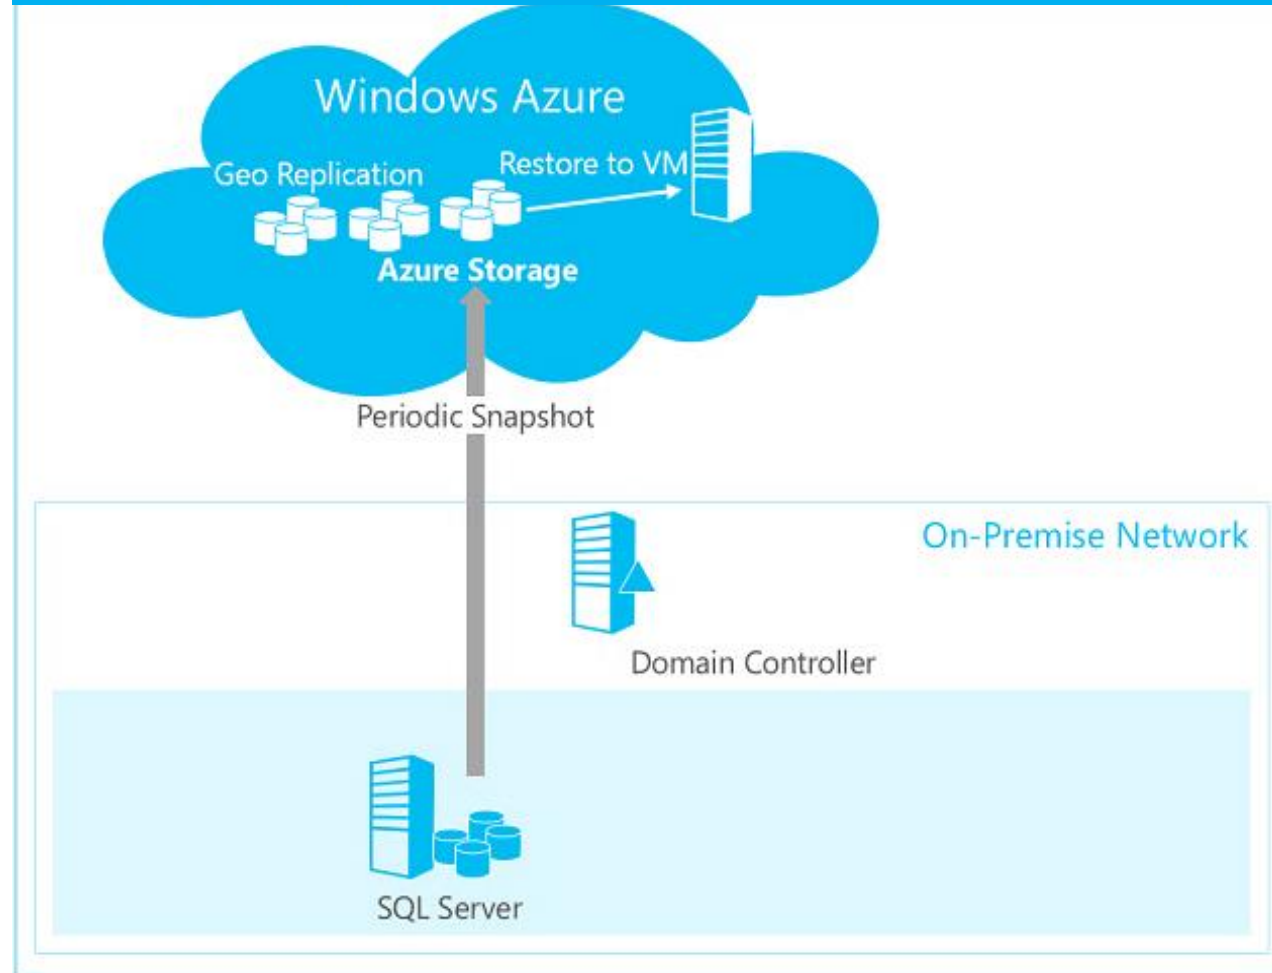 Windows Azure
Geo Replication
Restore to VM
Azure Storage
Periodic Snapshot
On-Premise Network
Domain Controller
SQL Server